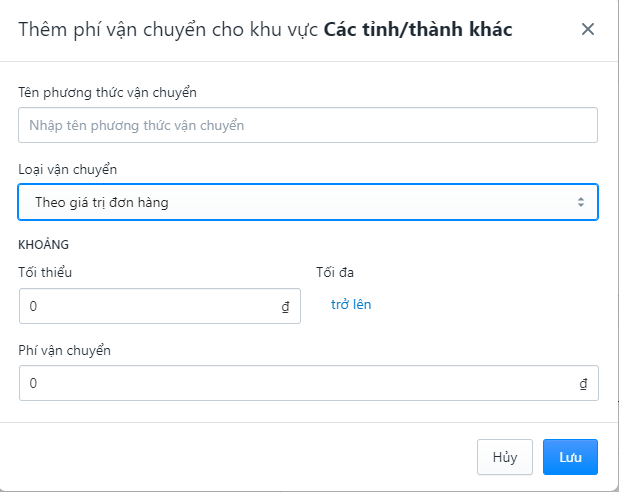 Thêm phí vận chuyển cho khu vực Các tỉnh/thành khác
Tên phương thức vận chuyển
Nhập tên phương thức vận chuyển
Loại vận chuyển
Theo giá trị đơn hàng
KHOẢNG
Tối thiểu Tối đa
0 ₫ trở lên
Phí vận chuyển
0 ₫
Hủy Lưu